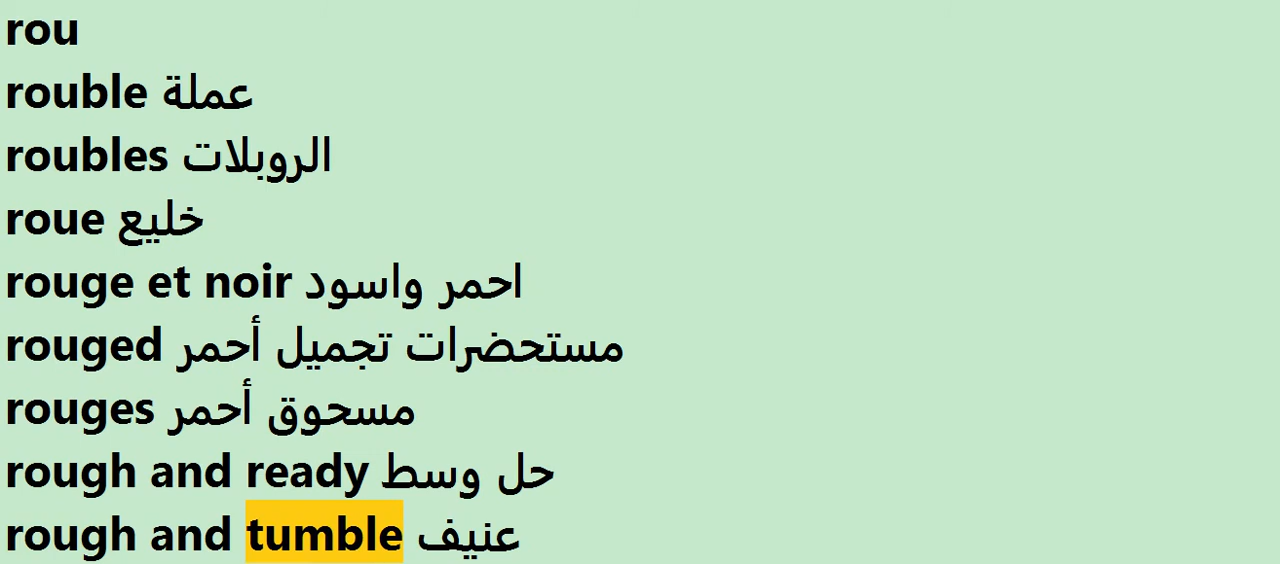 rou
rouble عملة
roubles الروبلات
roue خليع
rouge et noir احمر واسود
rouged مستحضرات تجميل أحمر
rouges مسحوق أحمر
rough and ready حل وسط
rough and tumble عنيف